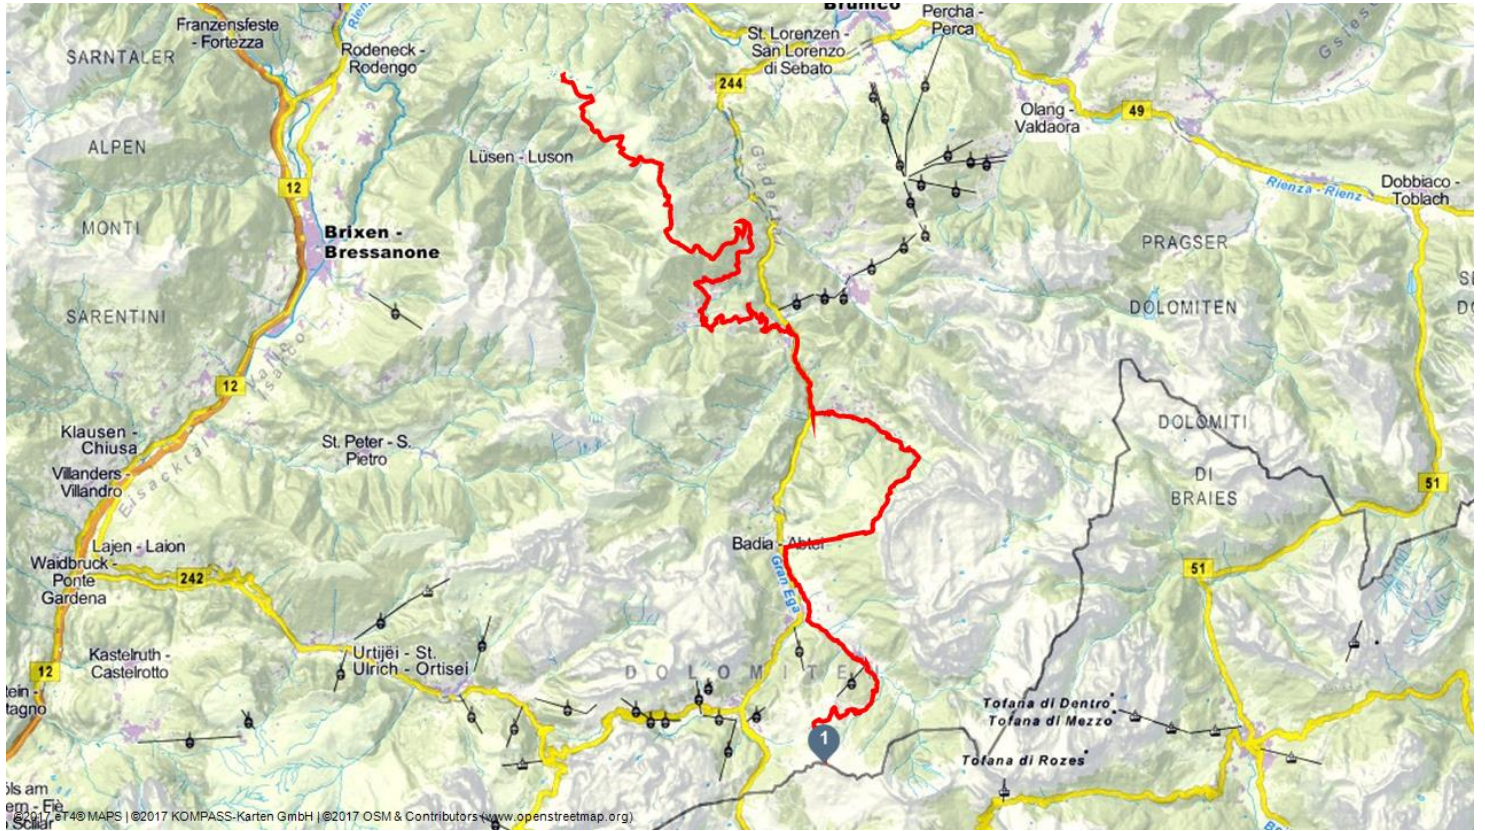 Brunico
Franzensfeste
- Fortezza
Percha -
Perca
St. Lorenzen -
San Lorenzo
di Sebato
SARNTALER
Rodeneck -
Rodengo
244
Olang -
Valdaora
49
ALPEN
Lüsen - Luson
12
Rienza - Rienz
Dobbiaco -
Toblach
MONTI
Brixen -
Bressanone
PRAGSER
SARENTINI
DOLOMITEN
12
Klausen -
Chiusa
St. Peter - S.
Pietro
DOLOMITI
DI
BRAIES
Villanders -
Villandro
Eisacktal
51
Lajen - Laion
Badia - Abtei
Waidbruck -
Ponte
Gardena
242
51
Gran Ega
Kastelruth -
Castelrotto
Urtijëi - St.
Ulrich - Ortisei
DOLOMITEN
12
Tofana di Dentro
Tofana di Mezzo
1
Tofana di Rozes
©2017 eT4® MAPS | ©2017 KOMPASS-Karten GmbH | ©2017 OSM & Contributors (www.openstreetmap.org)